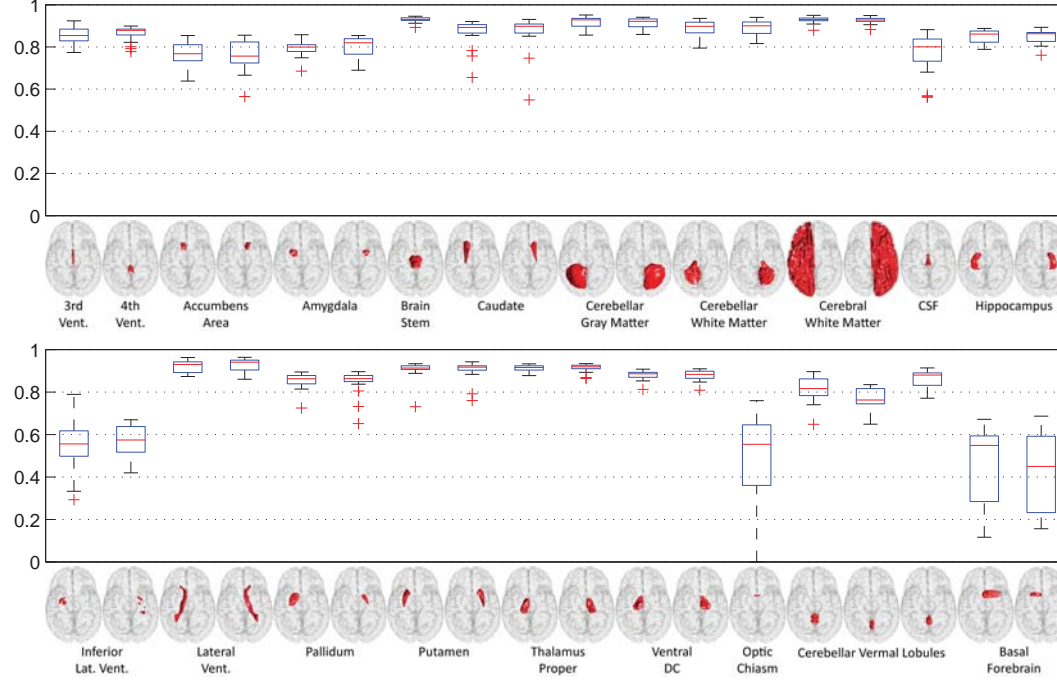 1
0.8
0.6
0.4
0.2
0
3rd Vent.
4th Vent.
Accumbens Area
Amygdala
Brain Stem
Caudate
Cerebellar Gray Matter
Cerebellar White Matter
Cerebral White Matter
CSF
Hippocampus
1
0.8
0.6
0.4
0.2
0
Inferior Lat. Vent.
Lateral Vent.
Pallidum
Putamen
Thalamus Proper
Ventral DC
Optic Chiasm
Cerebellar Vermal Lobules
Basal Forebrain